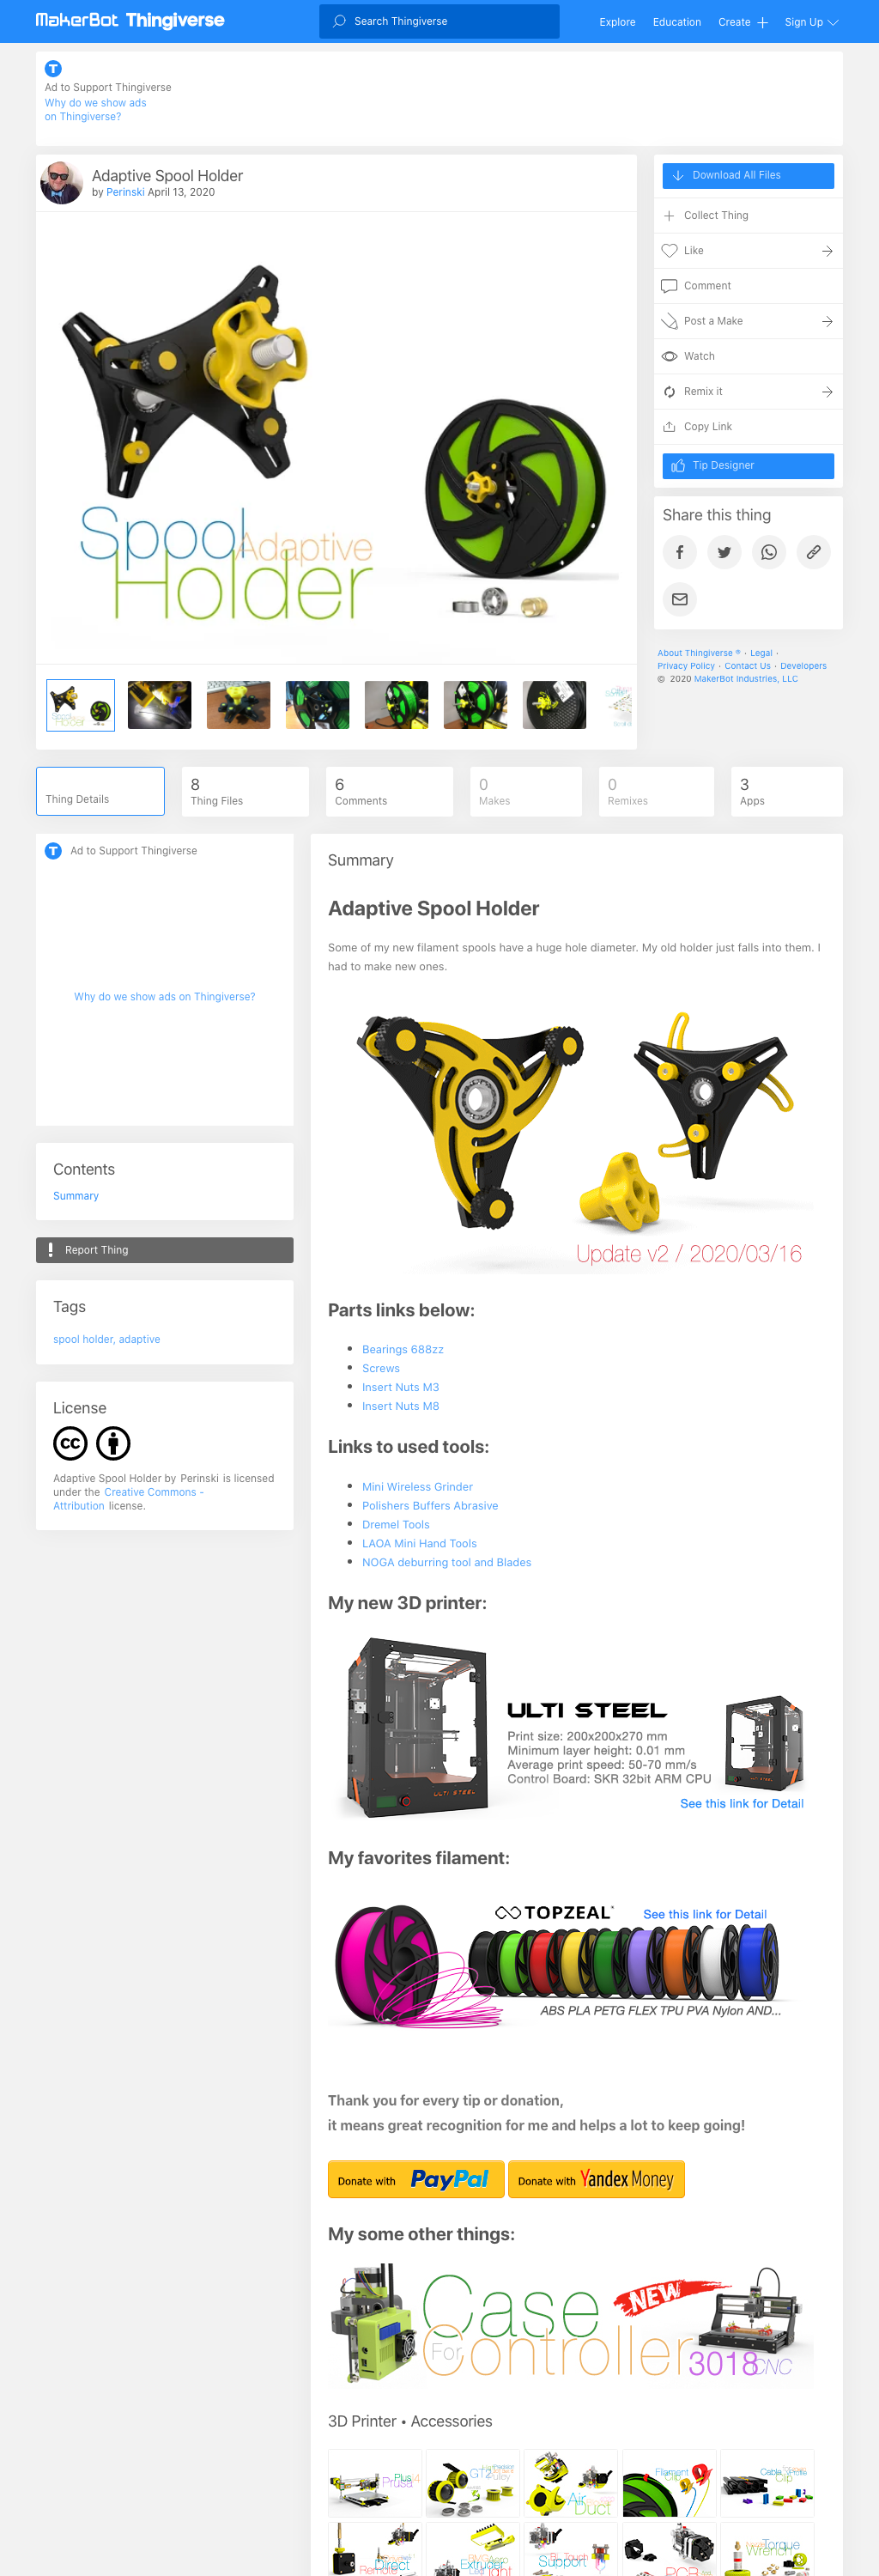 MakerBot Thingiverse
Search Thingiverse
Explore
Education
Create
Sign Up
Ad to Support Thingiverse
Why do we show ads
on Thingiverse?
Adaptive Spool Holder
by Perinski April 13, 2020
Spool
Adaptive
Holder
Download All Files
Collect Thing
Like
Comment
Post a Make
Watch
Remix it
Copy Link
Tip Designer
Share this thing
About Thingiverse ® · Legal ·
Privacy Policy · Contact Us · Developers
© 2020 MakerBot Industries, LLC
Thing Details
8
Thing Files
6
Comments
0
Makes
0
Remixes
3
Apps
Ad to Support Thingiverse
Why do we show ads on Thingiverse?
Contents
Summary
Report Thing
Tags
spool holder, adaptive
License
Adaptive Spool Holder by Perinski is licensed
under the Creative Commons -
Attribution license.
Summary
Adaptive Spool Holder
Some of my new filament spools have a huge hole diameter. My old holder just falls into them. I
had to make new ones.
Update v2 / 2020/03/16
Parts links below:
Bearings 688zz
Screws
Insert Nuts M3
Insert Nuts M8
Links to used tools:
Mini Wireless Grinder
Polishers Buffers Abrasive
Dremel Tools
LAOA Mini Hand Tools
NOGA deburring tool and Blades
My new 3D printer:
ULTI STEEL
Print size: 200x200x270 mm
Minimum layer height: 0.01 mm
Average print speed: 50-70 mm/s
Control Board: SKR 32bit ARM CPU
ULTI STEEL
See this link for Detail
My favorites filament:
TOPZEAL
See this link for Detail
ABS PLA PETG FLEX TPU PVA Nylon AND...
Thank you for every tip or donation,
it means great recognition for me and helps a lot to keep going!
Donate with PayPal
Donate with Yandex Money
My some other things:
Case
NEW
For Controller
3018 CNC
3D Printer • Accessories
Plus
Prusa
GT2
Air
Duct
Filament
Clip
Cable
Clip
Direct
Extruder
Touch
Support
PCB
Torque
Wrench